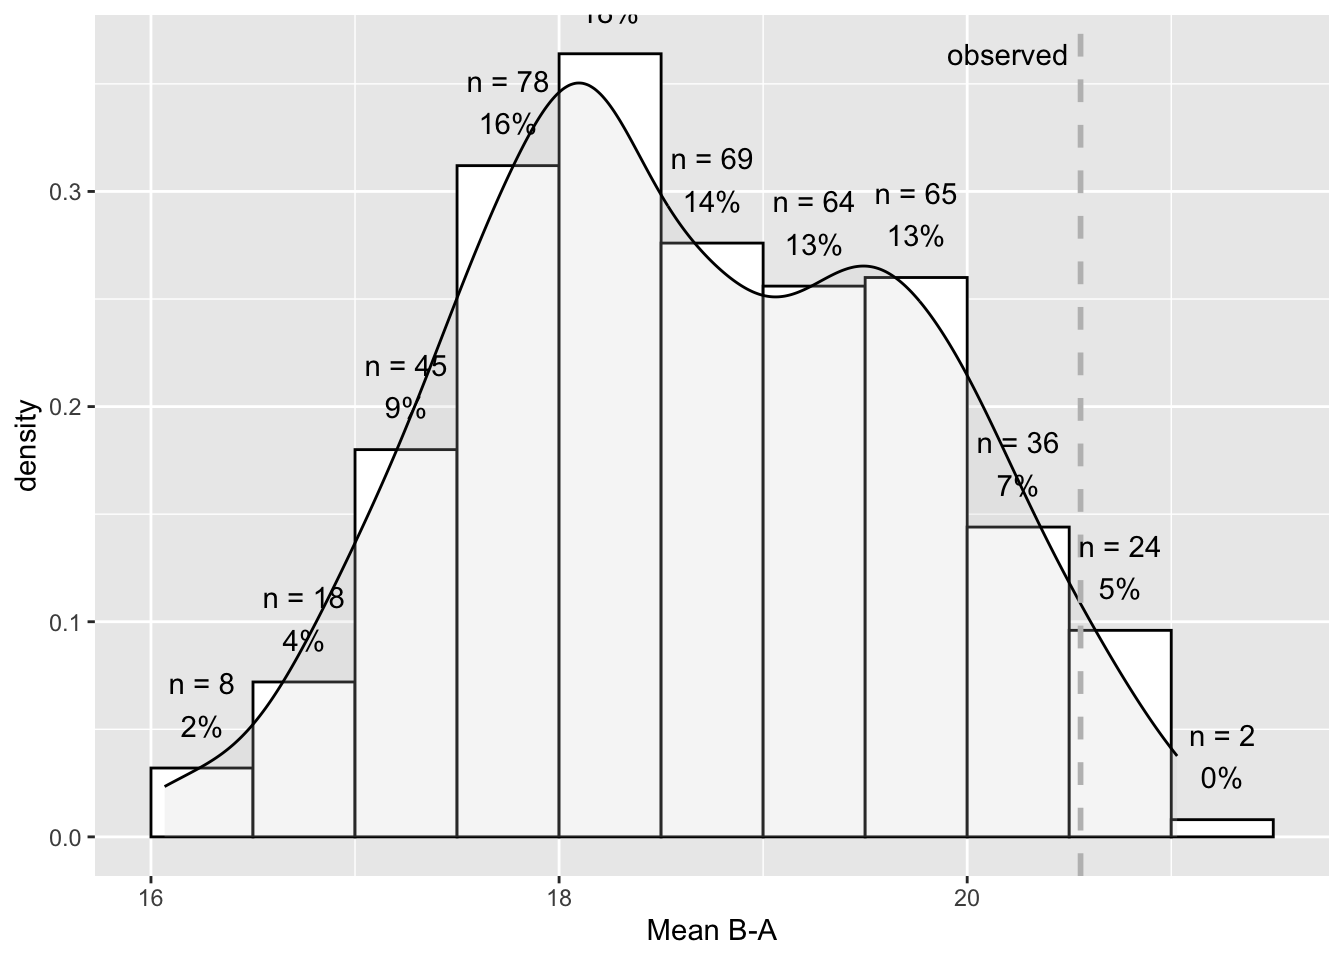 18%
observed
n = 78
16%
n = 69
14%
n = 64
13%
n = 65
13%
n = 45
9%
n = 36
7%
n = 24
5%
n = 18
4%
n = 8
2%
n = 2
0%
0.3
0.2
0.1
0.0
density
16
18
20
Mean B-A